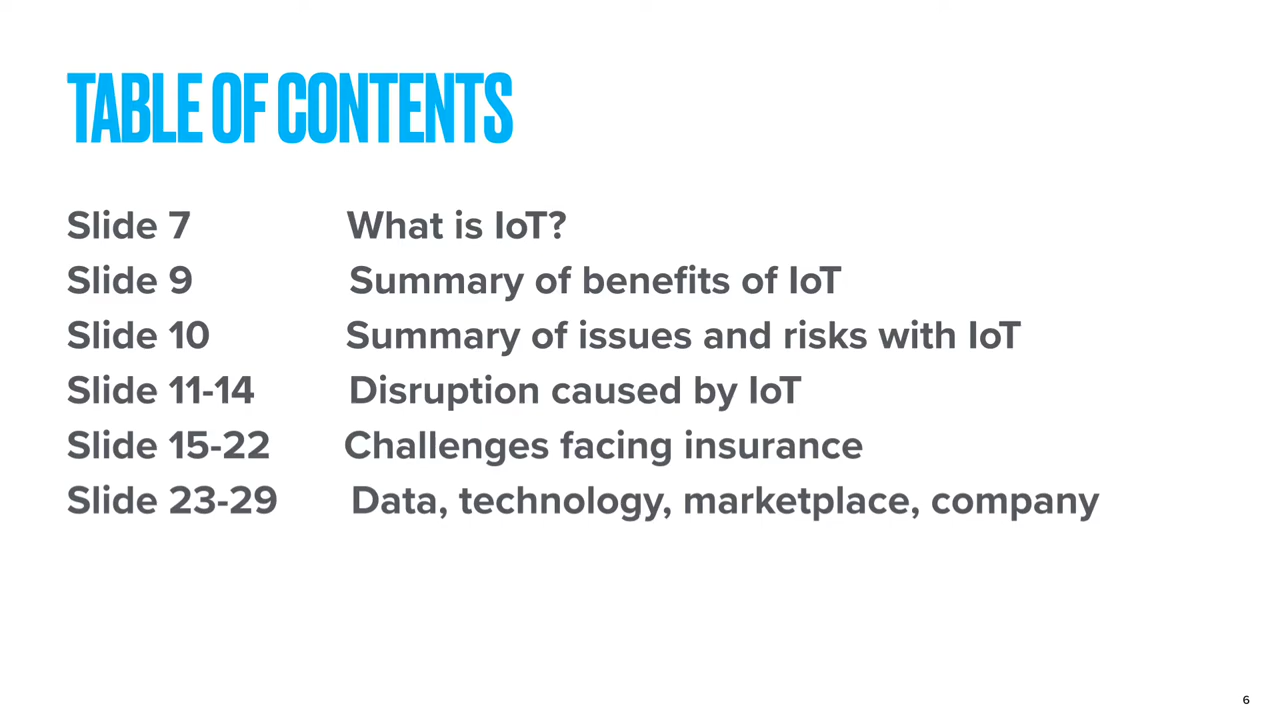 TABLE OF CONTENTS
Slide 7 What is IoT?
Slide 9 Summary of benefits of IoT
Slide 10 Summary of issues and risks with IoT
Slide 11-14 Disruption caused by IoT
Slide 15-22 Challenges facing insurance
Slide 23-29 Data, technology, marketplace, company
6